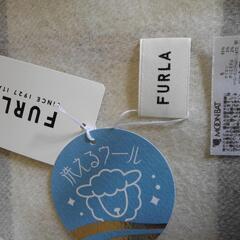 FURLA
SINCE 1927 ITA
FURLA
洗えるウール
MOONBAT